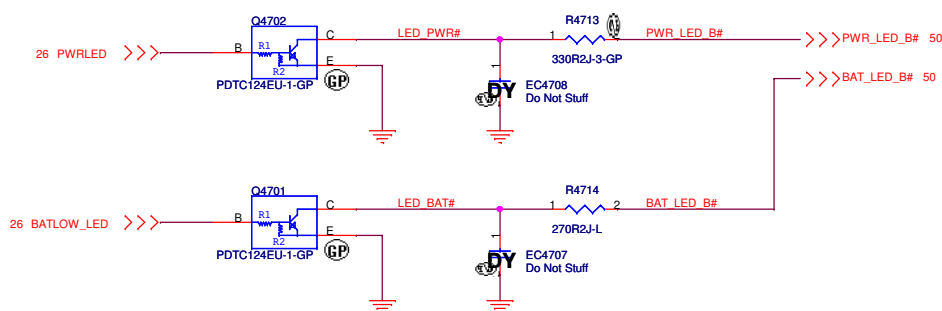 Q4702
R4713
26 PWRLED
B
R1
R2
C
E
LED_PWR#
1
PWR_LED_B#
PWR_LED_B# 50
330R2J-3-GP
GP
PDTC124EU-1-GP
1
DY
EC4708
Do Not Stuff
BAT_LED_B# 50
Q4701
R4714
26 BATLOW_LED
B
R1
R2
C
E
LED_BAT#
1
2
BAT_LED_B#
270R2J-L
GP
PDTC124EU-1-GP
1
DY
EC4707
Do Not Stuff